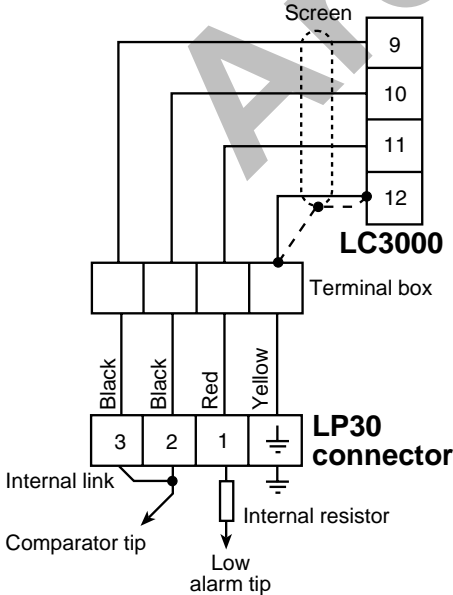 Screen
9
10
11
12
LC3000
Terminal box
Black
Black
Red
Yellow
3
2
1
LP30
connector
Internal link
Internal resistor
Comparator tip
Low
alarm tip